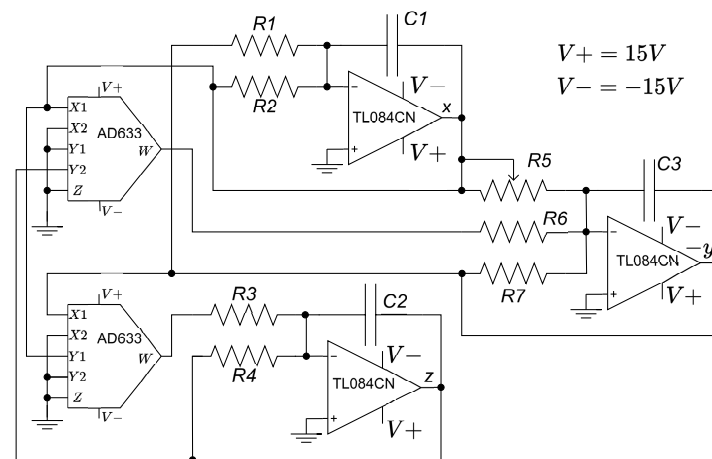 R1
C1
V+ = 15V
V− = −15V
R2
V−
V+
X1
X2
AD633
Y1
W
Y2
Z
V−
−
TL084CN
x
+
V+
R5
C3
R6
−
V−
−y
TL084CN
R7
+
V+
V+
X1
X2
AD633
Y1
W
Y2
Z
V−
R3
C2
R4
−
V−
TL084CN
z
+
V+